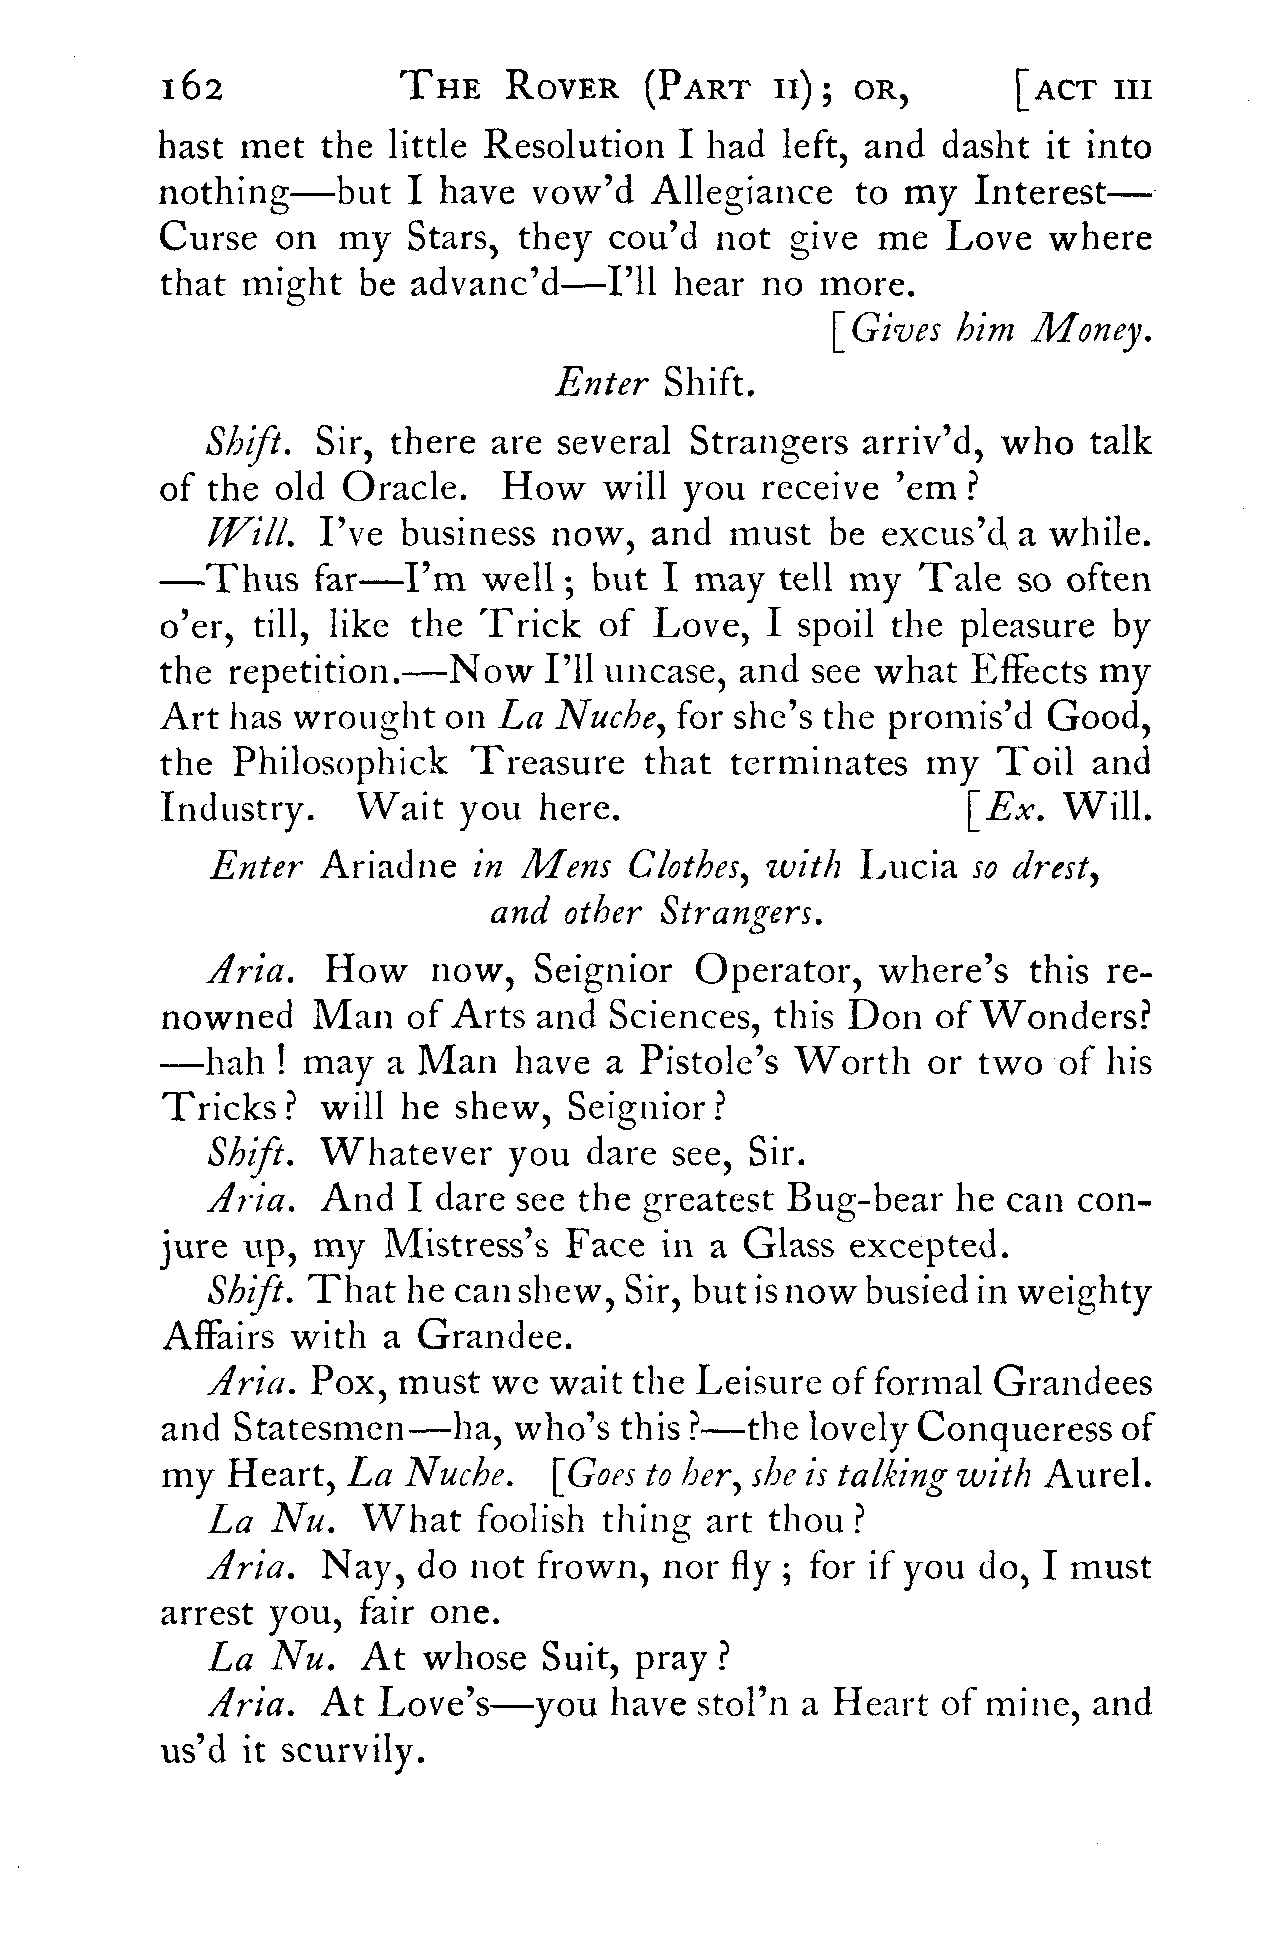 162 THE ROVER (PART II); OR, [ACT III
hast met the little Resolution I had left, and dasht it into
nothing—but I have vow'd Allegiance to my Interest—
Curse on my Stars, they cou'd not give me Love where
that might be advanc'd—I'll hear no more.
[Gives him Money.
Enter Shift.
Shift. Sir, there are several Strangers arriv'd, who talk
of the old Oracle. How will you receive 'em?
Will. I've business now, and must be excus'd a while.
—Thus far—I'm well; but I may tell my Tale so often
o'er, till, like the Trick of Love, I spoil the pleasure by
the repetition.—Now I'll uncase, and see what Effects my
Art has wrought on La Nuche, for she's the promis'd Good,
the Philosophick Treasure that terminates my Toil and
Industry. Wait you here. [Ex. Will.
Enter Ariadne in Mens Clothes, with Lucia so drest,
and other Strangers.
Aria. How now, Seignior Operator, where's this re-
nowned Man of Arts and Sciences, this Don of Wonders?
—hah! may a Man have a Pistole's Worth or two of his
Tricks? will he shew, Seignior?
Shift. Whatever you dare see, Sir.
Aria. And I dare see the greatest Bug-bear he can con-
jure up, my Mistress's Face in a Glass excepted.
Shift. That he can shew, Sir, but is now busied in weighty
Affairs with a Grandee.
Aria. Pox, must we wait the Leisure of formal Grandees
and Statesmen—ha, who's this?—the lovely Conqueress of
my Heart, La Nuche. [Goes to her, she is talking with Aurel.
La Nu. What foolish thing art thou?
Aria. Nay, do not frown, nor fly; for if you do, I must
arrest you, fair one.
La Nu. At whose Suit, pray?
Aria. At Love's—you have stol'n a Heart of mine, and
us'd it scurvily.